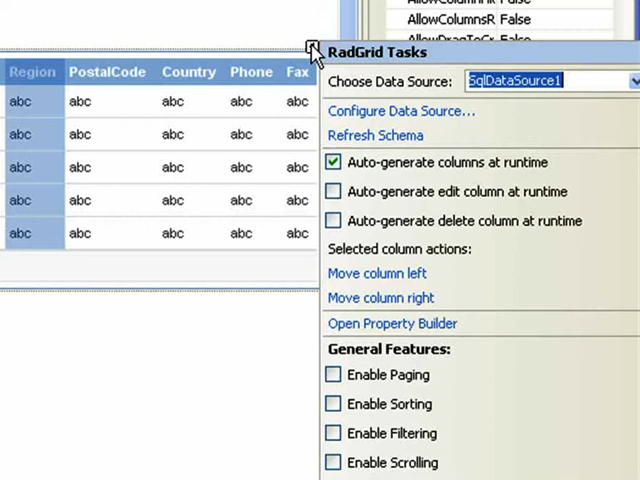 AllowColumnsR False
RadGrid Tasks
Region PostalCode Country Phone Fax
Choose Data Source: SqlDataSource1
abc abc abc abc abc
Configure Data Source...
abc abc abc abc abc
Refresh Schema
abc abc abc abc abc
Auto-generate columns at runtime
abc abc abc abc abc
Auto-generate edit column at runtime
abc abc abc abc abc
Auto-generate delete column at runtime
Selected column actions:
Move column left
Move column right
Open Property Builder
General Features:
Enable Paging
Enable Sorting
Enable Filtering
Enable Scrolling